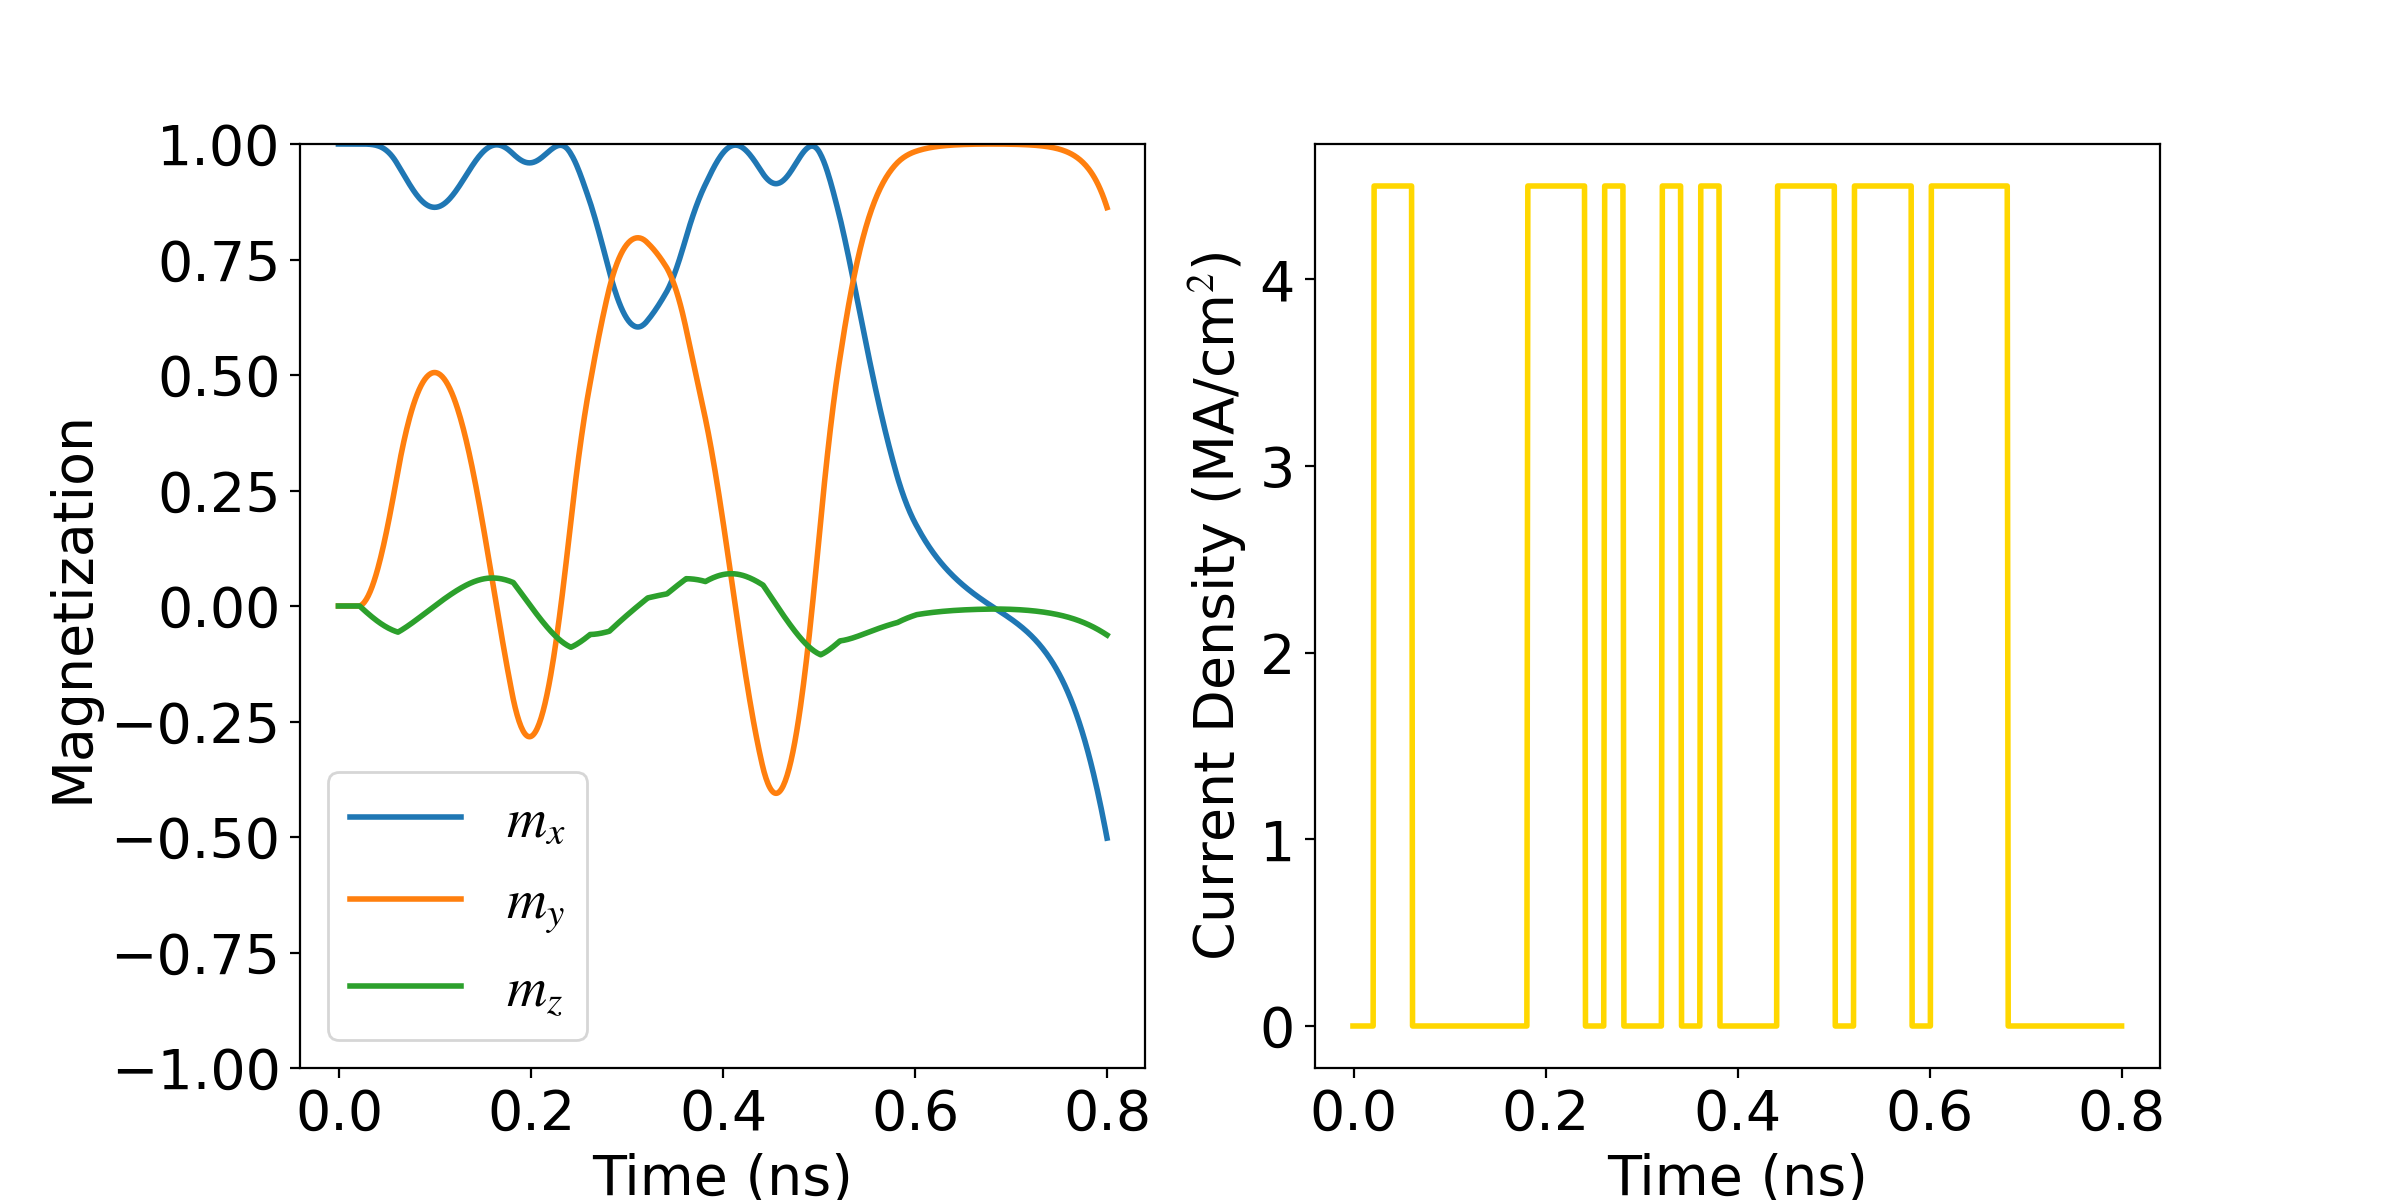 Magnetization
1.00
0.75
0.50
0.25
0.00
−0.25
−0.50
−0.75
−1.00
0.0 0.2 0.4 0.6 0.8
Time (ns)
m_x
m_y
m_z
Current Density (MA/cm²)
4
3
2
1
0
0.0 0.2 0.4 0.6 0.8
Time (ns)